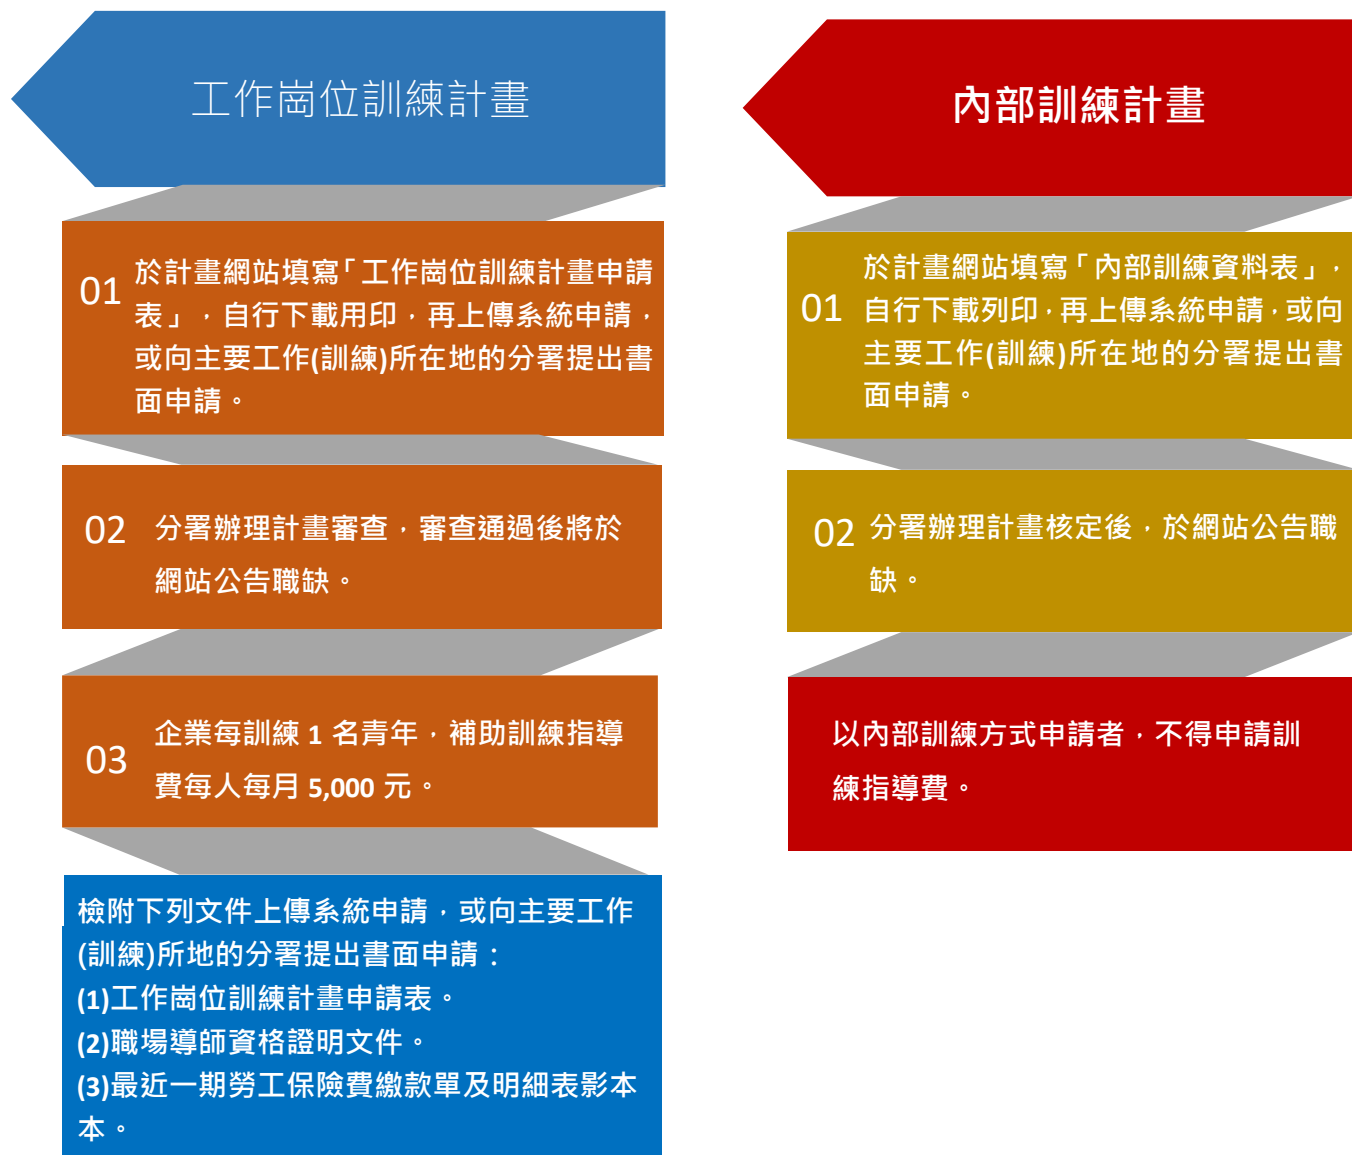 工作崗位訓練計畫
01
於計畫網站填寫「工作崗位訓練計畫申請
表」，自行下載用印，再上傳系統申請，
或向主要工作(訓練)所在地的分署提出書
面申請。
02
分署辦理計畫審查，審查通過後將於
網站公告職缺。
03
企業每訓練 1 名青年，補助訓練指導
費每人每月 5,000 元。
檢附下列文件上傳系統申請，或向主要工作
(訓練)所地的分署提出書面申請：
(1)工作崗位訓練計畫申請表。
(2)職場導師資格證明文件。
(3)最近一期勞工保險費繳款單及明細表影本
本。
內部訓練計畫
01
於計畫網站填寫「內部訓練資料表」，
自行下載列印，再上傳系統申請，或向
主要工作(訓練)所在地的分署提出書
面申請。
02
分署辦理計畫核定後，於網站公告職
缺。
以內部訓練方式申請者，不得申請訓
練指導費。